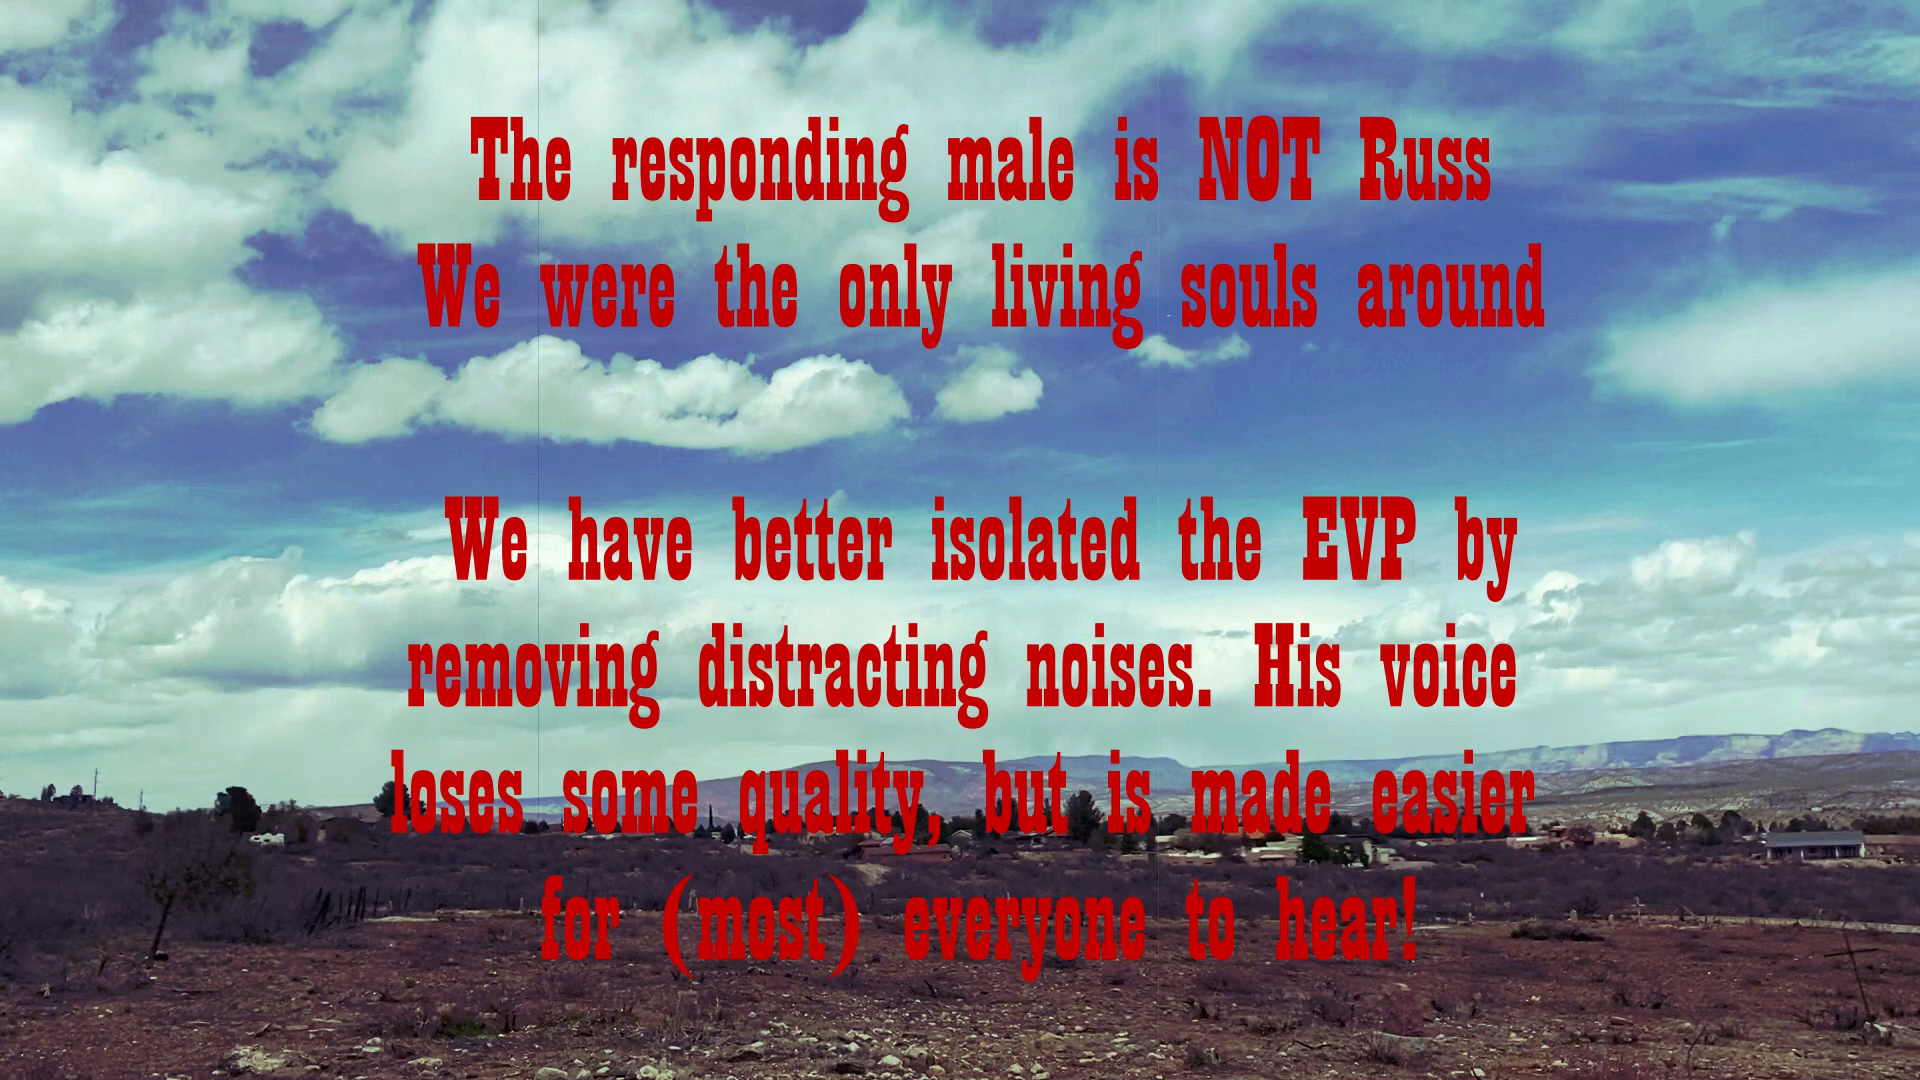 The responding male is NOT Russ
We were the only living souls around
We have better isolated the EVP by
removing distracting noises. His voice
loses some quality, but is made easier
for (most) everyone to hear!